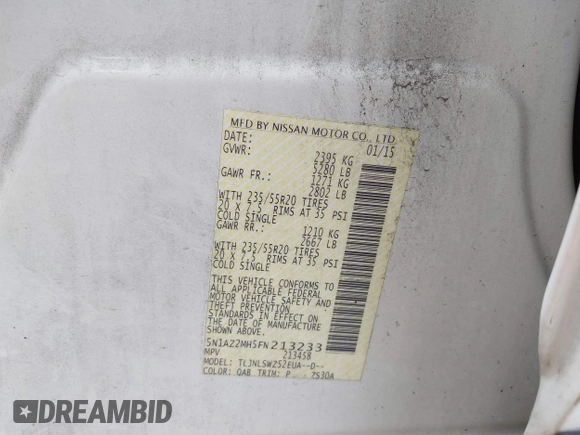 MFD BY NISSAN MOTOR CO., LTD
DATE: 01/15
GVWR: 2395 KG
5280 LB
GAWR FR.: 1271 KG
2802 LB
WITH 235/55R20 TIRES
20 X 7.5 RIMS AT 35 PSI
COLD SINGLE
GAWR RR.: 1210 KG
2667 LB
WITH 235/55R20 TIRES
20 X 7.5 RIMS AT 35 PSI
COLD SINGLE
THIS VEHICLE CONFORMS TO
ALL APPLICABLE FEDERAL
MOTOR VEHICLE SAFETY AND
THEFT PREVENTION
STANDARDS IN EFFECT ON
THE DATE OF MANUFACTURE
SHOWN ABOVE.
5N1AZ2MH5FN213233
213458
MPV
MODEL: TLJNLSWZ52EUA--D--
COLOR: QAB TRIM: P
DREAMBID
DREAMBID